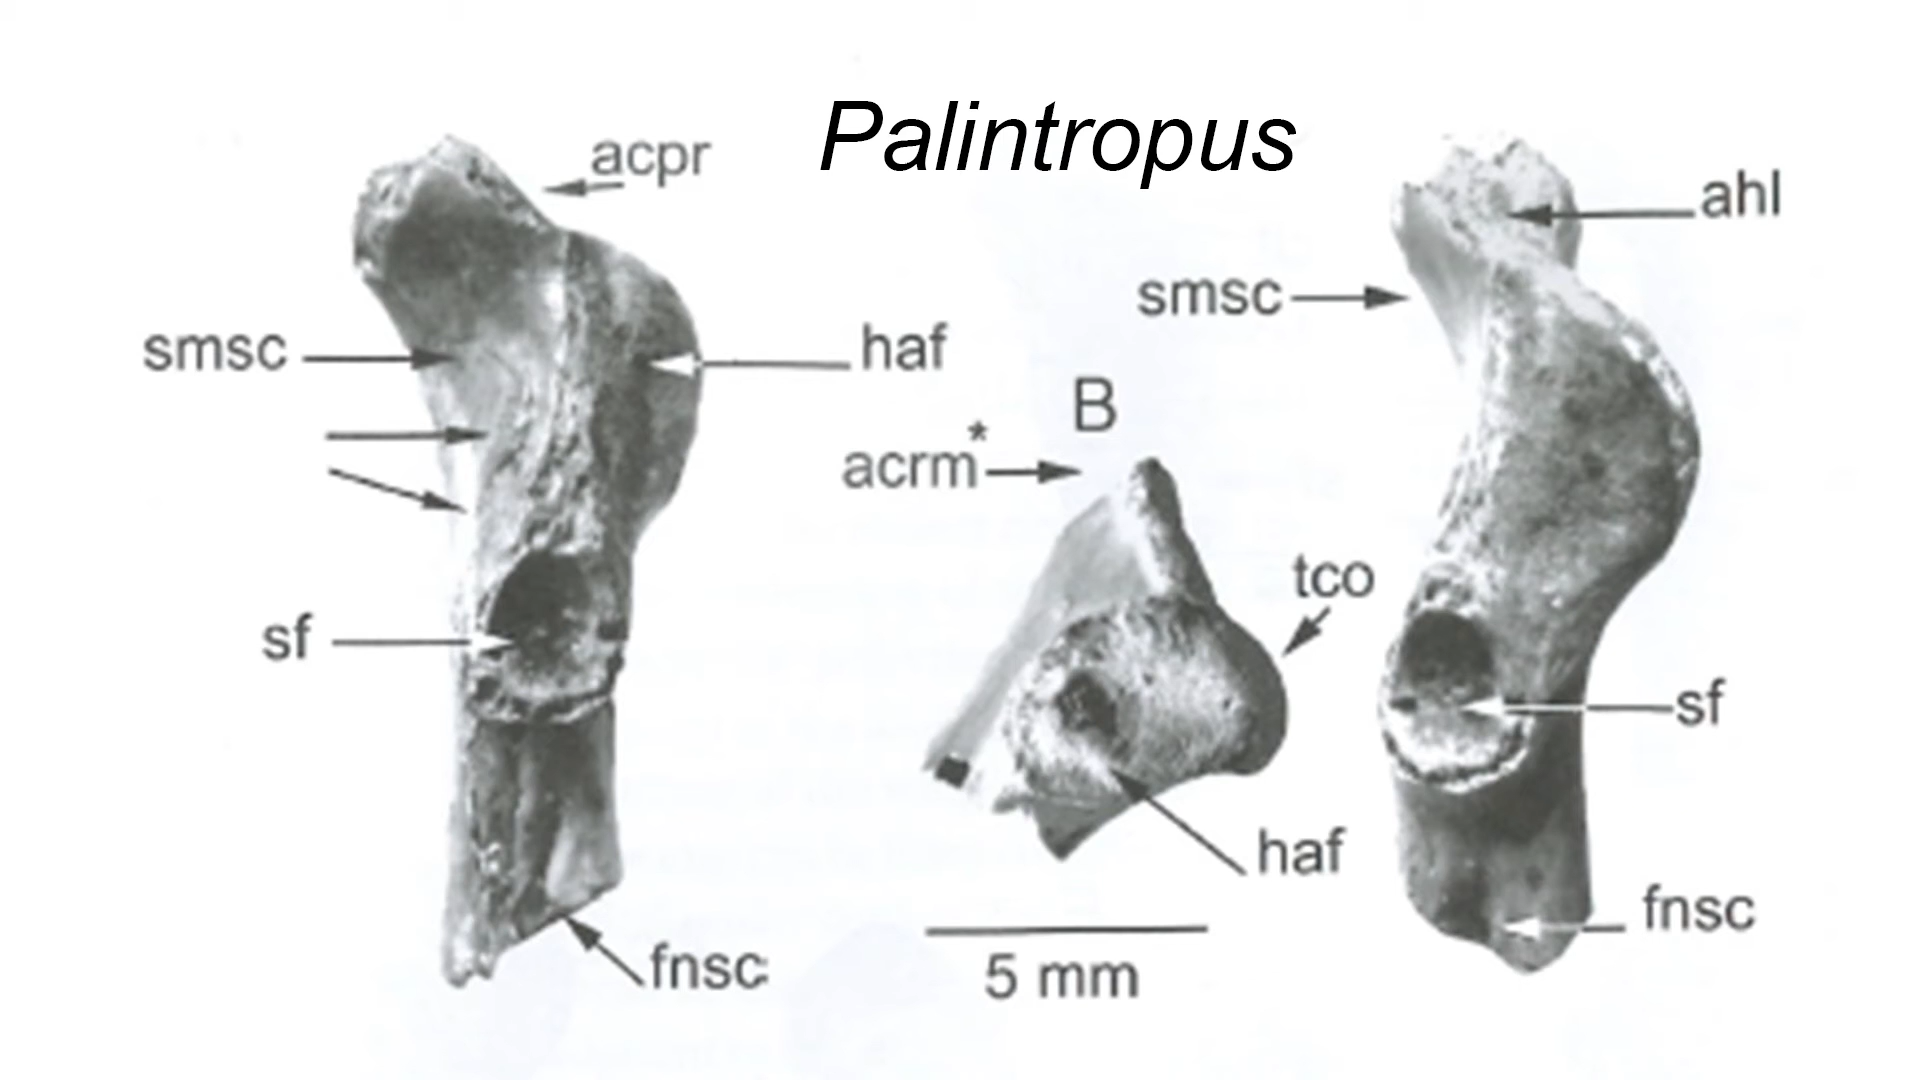 Palintropus
acpr
ahl
smsc
smsc
haf
B
*
acrm
tco
sf
sf
haf
fnsc
fnsc
5 mm